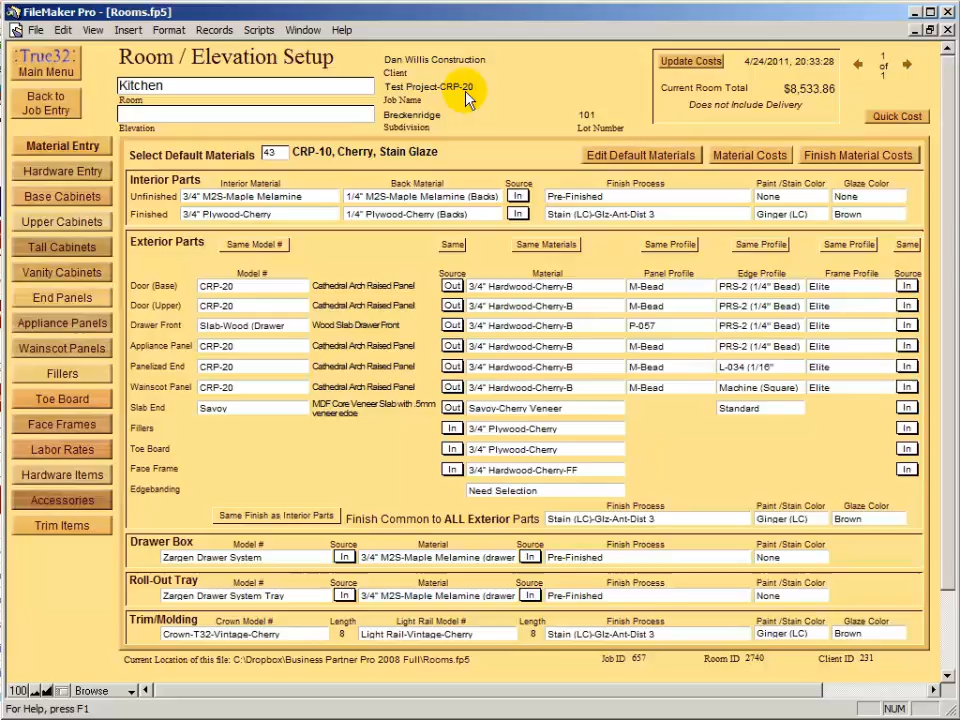 FileMaker Pro - [Rooms.fp5]
File Edit View Insert Format Records Scripts Window Help
True32:
Main Menu
Back to
Job Entry
Room / Elevation Setup
Kitchen
Room
Elevation
Dan Willis Construction
Client
Test Project-CRP-20
Job Name
Breckenridge 101
Subdivision Lot Number
Update Costs 4/24/2011, 20:33:28
Current Room Total $8,533.86
Does not Include Delivery
1
of
1
Quick Cost
Material Entry
Hardware Entry
Base Cabinets
Upper Cabinets
Tall Cabinets
Vanity Cabinets
End Panels
Appliance Panels
Wainscot Panels
Fillers
Toe Board
Face Frames
Labor Rates
Hardware Items
Accessories
Trim Items
Select Default Materials 43 CRP-10, Cherry, Stain Glaze Edit Default Materials Material Costs Finish Material Costs
Interior Parts Interior Material Back Material Source Finish Process Paint /Stain Color Glaze Color
Unfinished 3/4" M2S-Maple Melamine 1/4" M2S-Maple Melamine (Backs) In Pre-Finished None None
Finished 3/4" Plywood-Cherry 1/4" Plywood-Cherry (Backs) In Stain (LC)-Glz-Ant-Dist 3 Ginger (LC) Brown
Exterior Parts Same Model # Same Same Materials Same Profile Same Profile Same Profile Same
Model # Source Material Panel Profile Edge Profile Frame Profile Source
Door (Base) CRP-20 Cathedral Arch Raised Panel Out 3/4" Hardwood-Cherry-B M-Bead PRS-2 (1/4" Bead) Elite In
Door (Upper) CRP-20 Cathedral Arch Raised Panel Out 3/4" Hardwood-Cherry-B M-Bead PRS-2 (1/4" Bead) Elite In
Drawer Front Slab-Wood (Drawer Wood Slab Drawer Front Out 3/4" Hardwood-Cherry-B P-057 PRS-2 (1/4" Bead) Elite In
Appliance Panel CRP-20 Cathedral Arch Raised Panel Out 3/4" Hardwood-Cherry-B M-Bead PRS-2 (1/4" Bead) Elite In
Panelized End CRP-20 Cathedral Arch Raised Panel Out 3/4" Hardwood-Cherry-B M-Bead L-034 (1/16" Elite In
Wainscot Panel CRP-20 Cathedral Arch Raised Panel Out 3/4" Hardwood-Cherry-B M-Bead Machine (Square) Elite In
Slab End Savoy MDF Core Veneer Slab with .5mm veneer edge Out Savoy-Cherry Veneer Standard In
Fillers In 3/4" Plywood-Cherry In
Toe Board In 3/4" Plywood-Cherry In
Face Frame In 3/4" Hardwood-Cherry-FF In
Edgebanding Need Selection
Same Finish as Interior Parts Finish Common to ALL Exterior Parts Finish Process Stain (LC)-Glz-Ant-Dist 3 Paint /Stain Color Ginger (LC) Glaze Color Brown
Drawer Box Model # Source Material Source Finish Process Paint /Stain Color
Zargen Drawer System In 3/4" M2S-Maple Melamine (drawer In Pre-Finished None
Roll-Out Tray Model # Source Material Source Finish Process Paint /Stain Color
Zargen Drawer System Tray In 3/4" M2S-Maple Melamine (drawer In Pre-Finished None
Trim/Molding Crown Model # Length Light Rail Model # Length Finish Process Paint /Stain Color Glaze Color
Crown-T32-Vintage-Cherry 8 Light Rail-Vintage-Cherry 8 Stain (LC)-Glz-Ant-Dist 3 Ginger (LC) Brown
Current Location of this file: C:\Dropbox\Business Partner Pro 2008 Full\Rooms.fp5 Job ID 657 Room ID 2740 Client ID 231
100 Browse
For Help, press F1 NUM